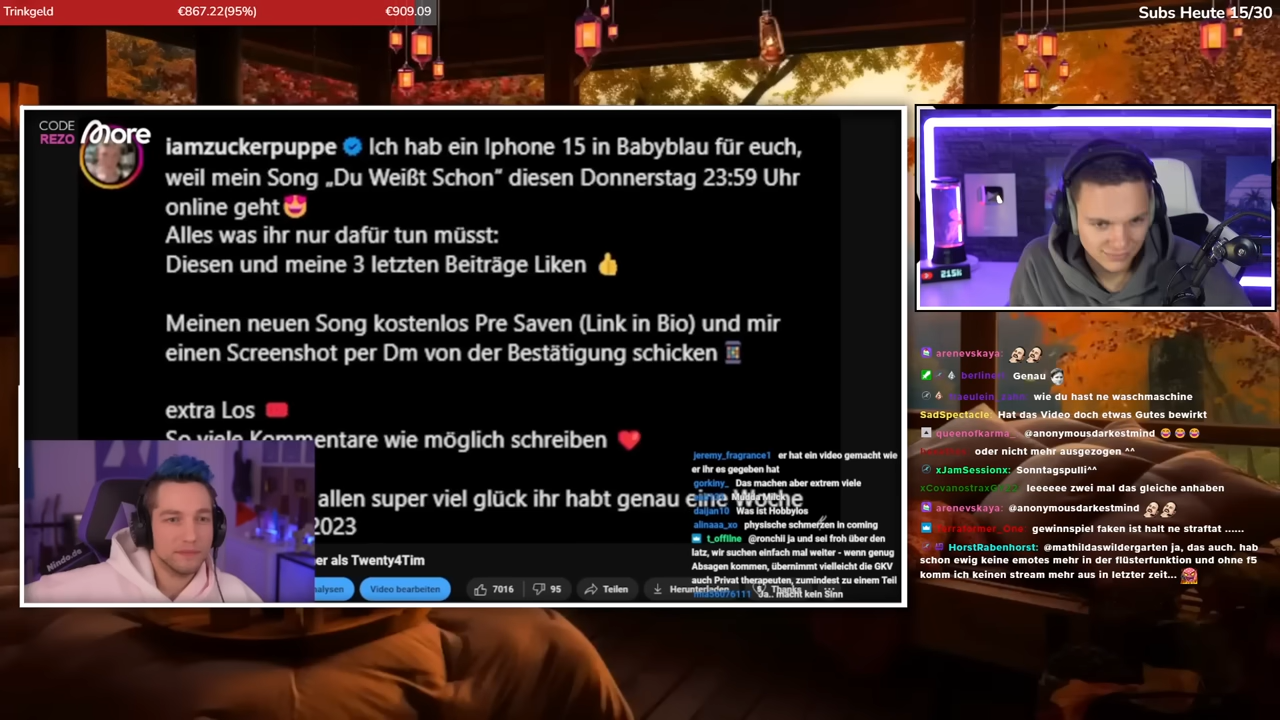 Trinkgeld €867.22(95%) €909.09
Subs Heute 15/30
CODE
REZO More
iamzuckerpuppe Ich hab ein Iphone 15 in Babyblau für euch,
weil mein Song „Du Weißt Schon“ diesen Donnerstag 23:59 Uhr
online geht😍
Alles was ihr nur dafür tun müsst:
Diesen und meine 3 letzten Beiträge Liken 👍
Meinen neuen Song kostenlos Pre Saven (Link in Bio) und mir
einen Screenshot per Dm von der Bestätigung schicken
extra Los
So viele Kommentare wie möglich schreiben
allen super viel glück ihr habt genau eine Woche
2023
er als Twenty4Tim
alysen Video bearbeiten 7016 95 Teilen Herunterladen Thanks
Nindo.de
jeremy_fragrance1 er hat ein video gemacht wie
er ihr es gegeben hat
gorkiny_ Das machen aber extrem viele
Mudda Milch
daijan10 Was ist Hobbylos
alinaaa_xo physische schmerzen in coming
t_offline @ronchii ja und sei froh über den
latz, wir suchen einfach mal weiter - wenn genug
Absagen kommen, übernimmt vielleicht die GKV
auch Privat therapeuten, zumindest zu einem Teil
Ja.. macht kein Sinn
215K
arenevskaya:
Genau
wie du hast ne waschmaschine
SadSpectacle: Hat das Video doch etwas Gutes bewirkt
queenofkarma_ @anonymousdarkestmind 😂😂😂
oder nicht mehr ausgezogen ^^
xJamSessionx: Sonntagspulli^^
leeeeee zwei mal das gleiche anhaben
arenevskaya: @anonymousdarkestmind
Terraformer_One: gewinnspiel faken ist halt ne straftat ......
HorstRabenhorst: @mathildaswildergarten ja, das auch. hab
schon ewig keine emotes mehr in der flüsterfunktion und ohne f5
komm ich keinen stream mehr aus in letzter zeit...